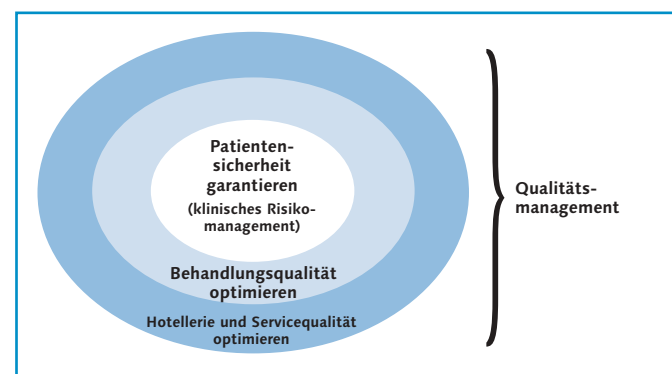 Patienten-
sicherheit
garantieren
(klinisches Risiko-
management)
Behandlungsqualität
optimieren
Hotellerie und Servicequalität
optimieren
Qualitäts-
management